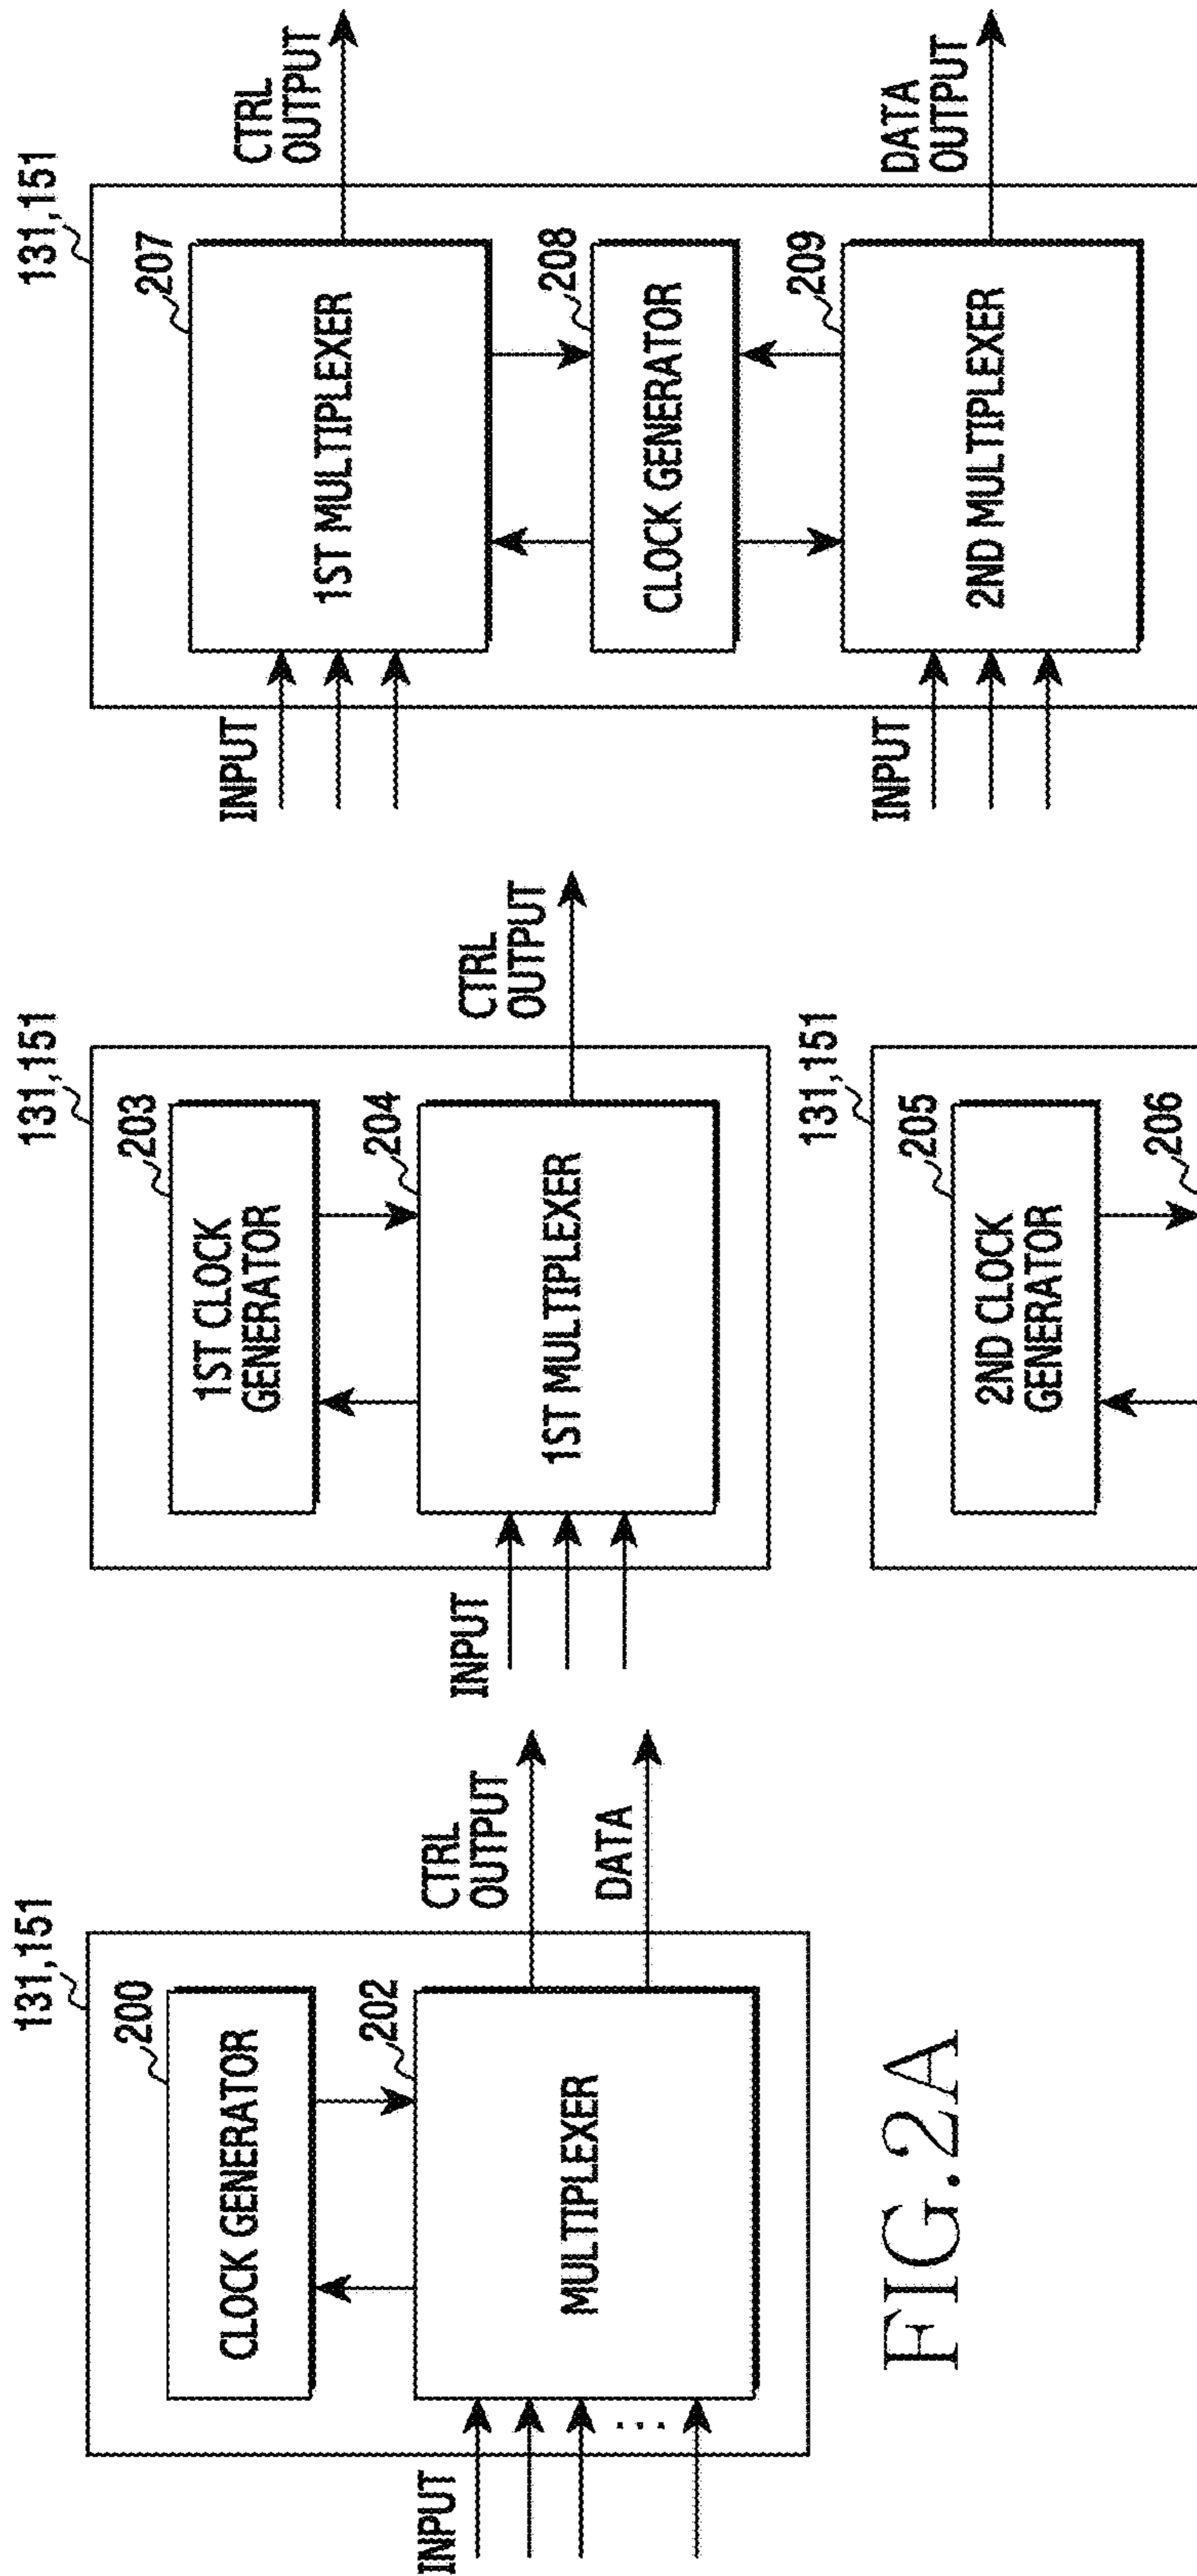 131,151
200
CLOCK GENERATOR
202
MULTIPLEXER
INPUT
...
CTRL
OUTPUT
DATA
FIG.2A
131,151
203
1ST CLOCK
GENERATOR
204
1ST MULTIPLEXER
INPUT
CTRL
OUTPUT
131,151
205
2ND CLOCK
GENERATOR
206
131,151
207
1ST MULTIPLEXER
INPUT
CTRL
OUTPUT
208
CLOCK GENERATOR
209
2ND MULTIPLEXER
INPUT
DATA
OUTPUT